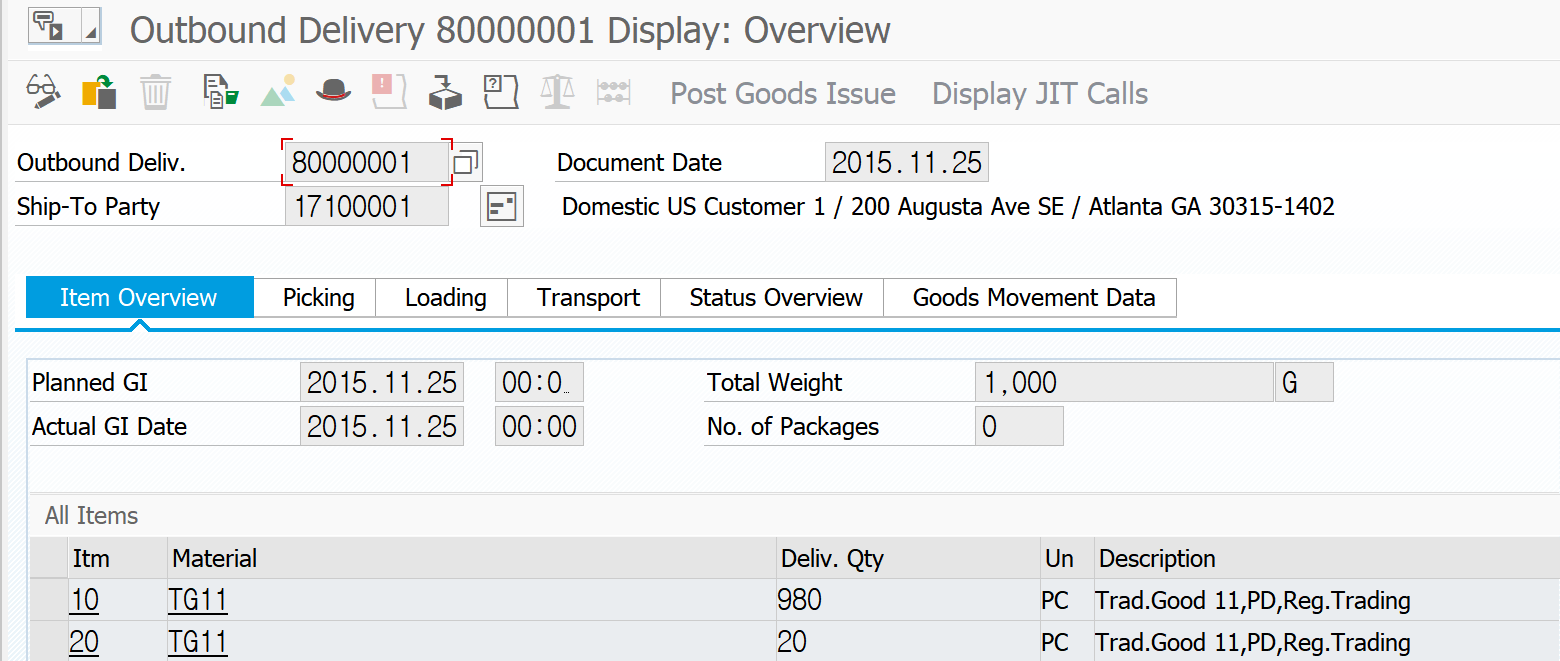 Outbound Delivery 80000001 Display: Overview
Post Goods Issue Display JIT Calls
Outbound Deliv. 80000001 Document Date 2015.11.25
Ship-To Party 17100001 Domestic US Customer 1 / 200 Augusta Ave SE / Atlanta GA 30315-1402
Item Overview Picking Loading Transport Status Overview Goods Movement Data
Planned GI 2015.11.25 00:0… Total Weight 1,000 G
Actual GI Date 2015.11.25 00:00 No. of Packages 0
All Items
Itm Material Deliv. Qty Un Description
10 TG11 980 PC Trad.Good 11,PD,Reg.Trading
20 TG11 20 PC Trad.Good 11,PD,Reg.Trading